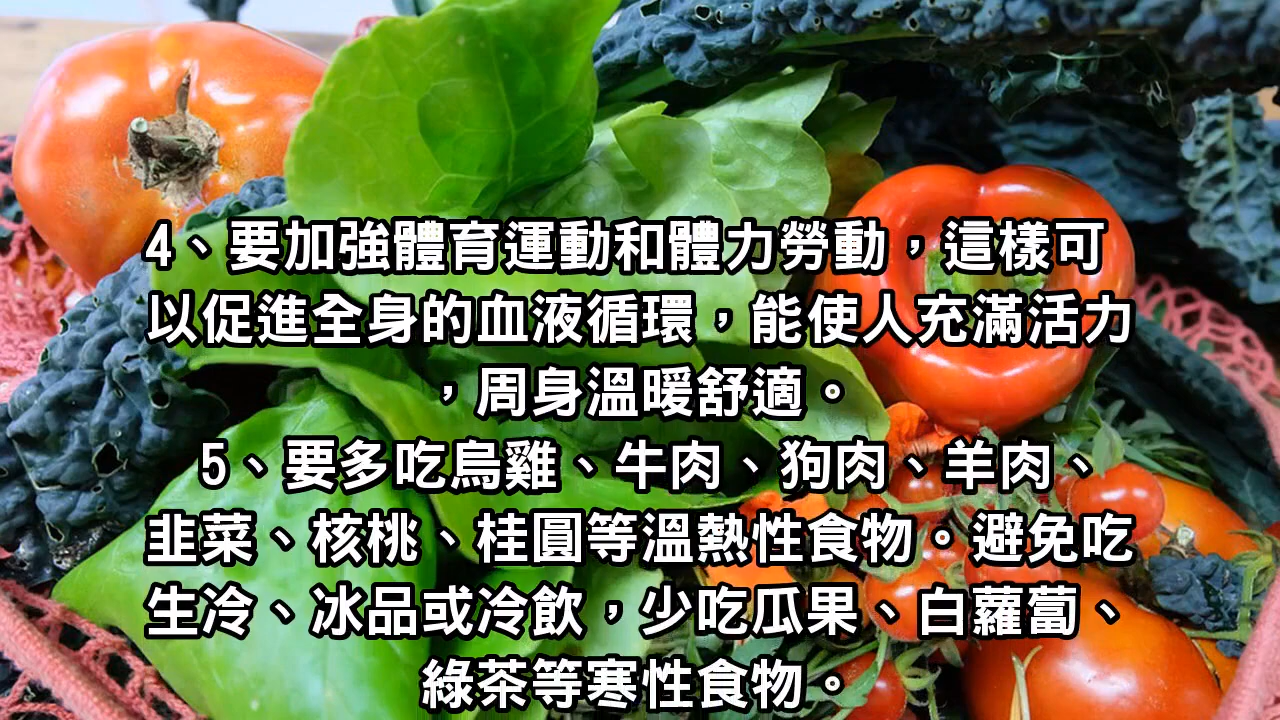 4、要加強體育運動和體力勞動，這樣可
以促進全身的血液循環，能使人充滿活力
，周身溫暖舒適。
5、要多吃烏雞、牛肉、狗肉、羊肉、
韭菜、核桃、桂圓等溫熱性食物。避免吃
生冷、冰品或冷飲，少吃瓜果、白蘿蔔、
綠茶等寒性食物。